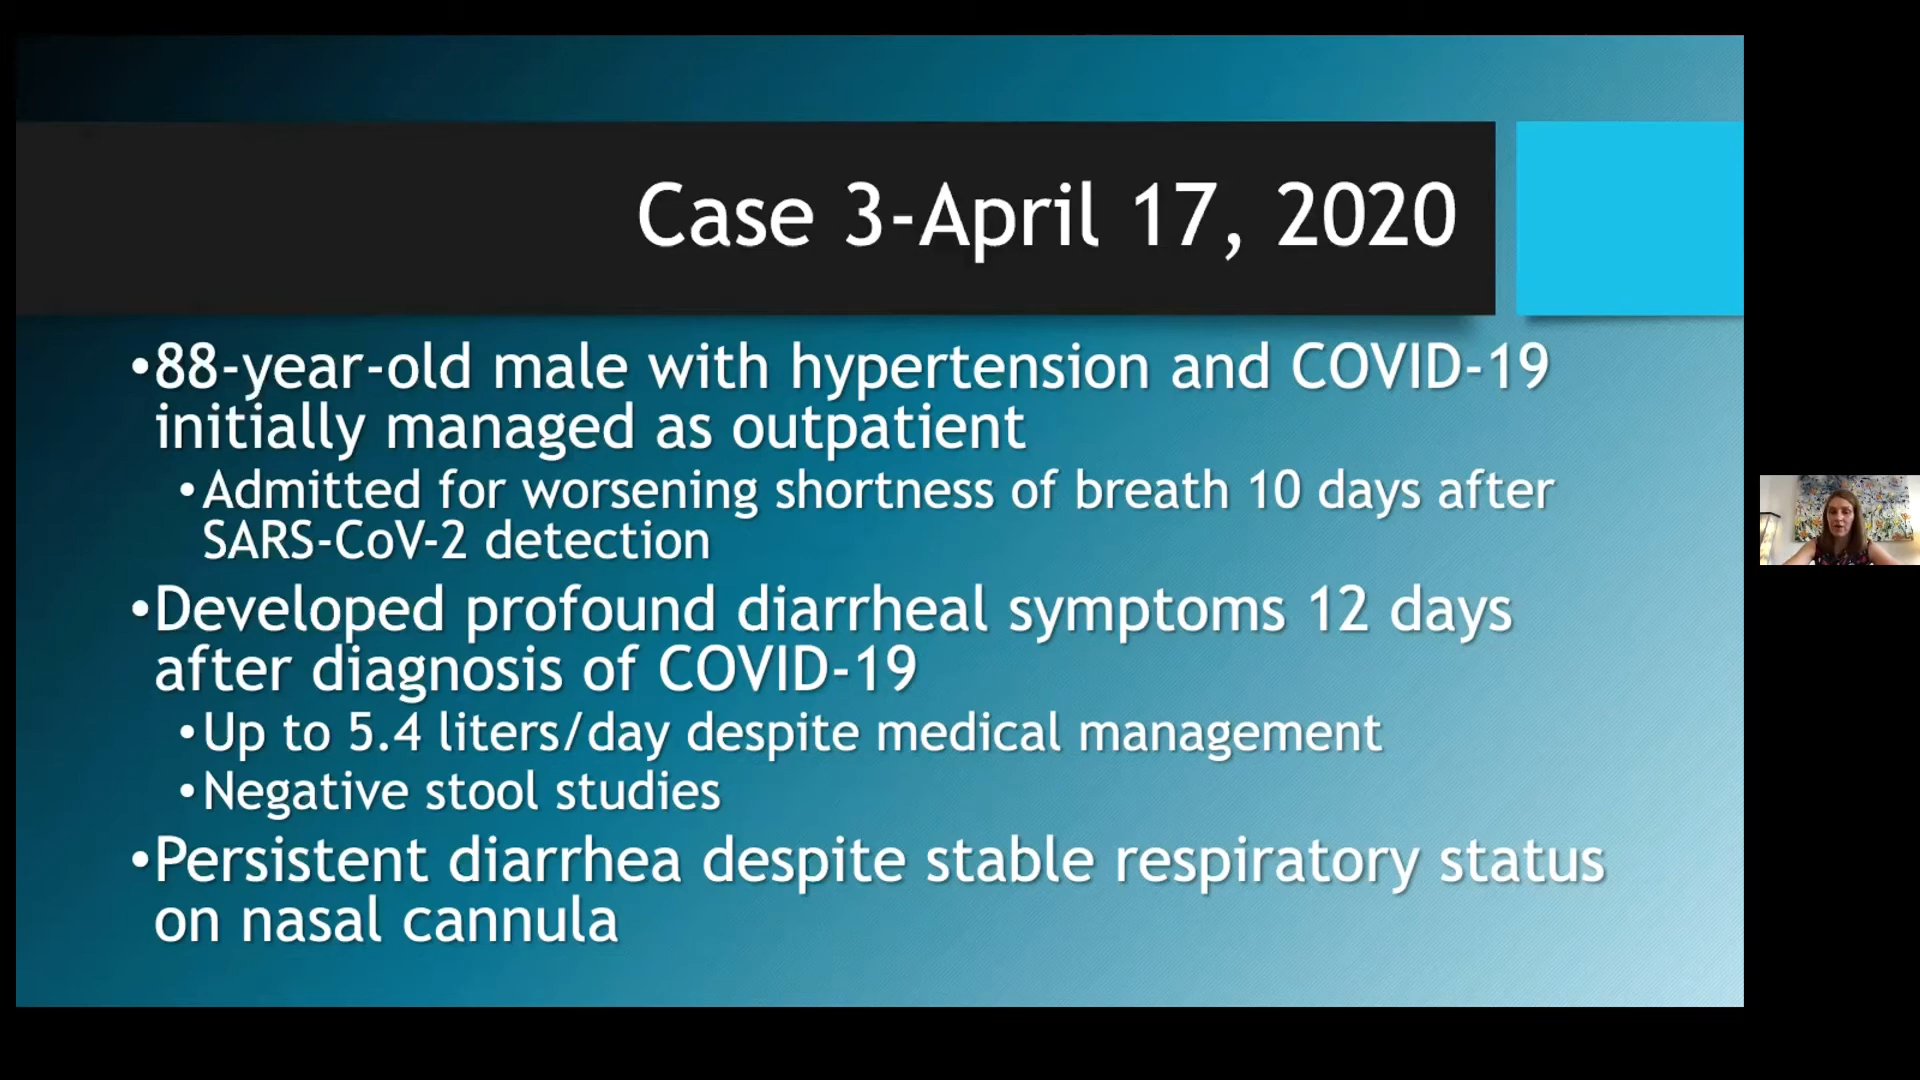 Case 3-April 17, 2020
•88-year-old male with hypertension and COVID-19
initially managed as outpatient
•Admitted for worsening shortness of breath 10 days after
SARS-CoV-2 detection
•Developed profound diarrheal symptoms 12 days
after diagnosis of COVID-19
•Up to 5.4 liters/day despite medical management
•Negative stool studies
•Persistent diarrhea despite stable respiratory status
on nasal cannula